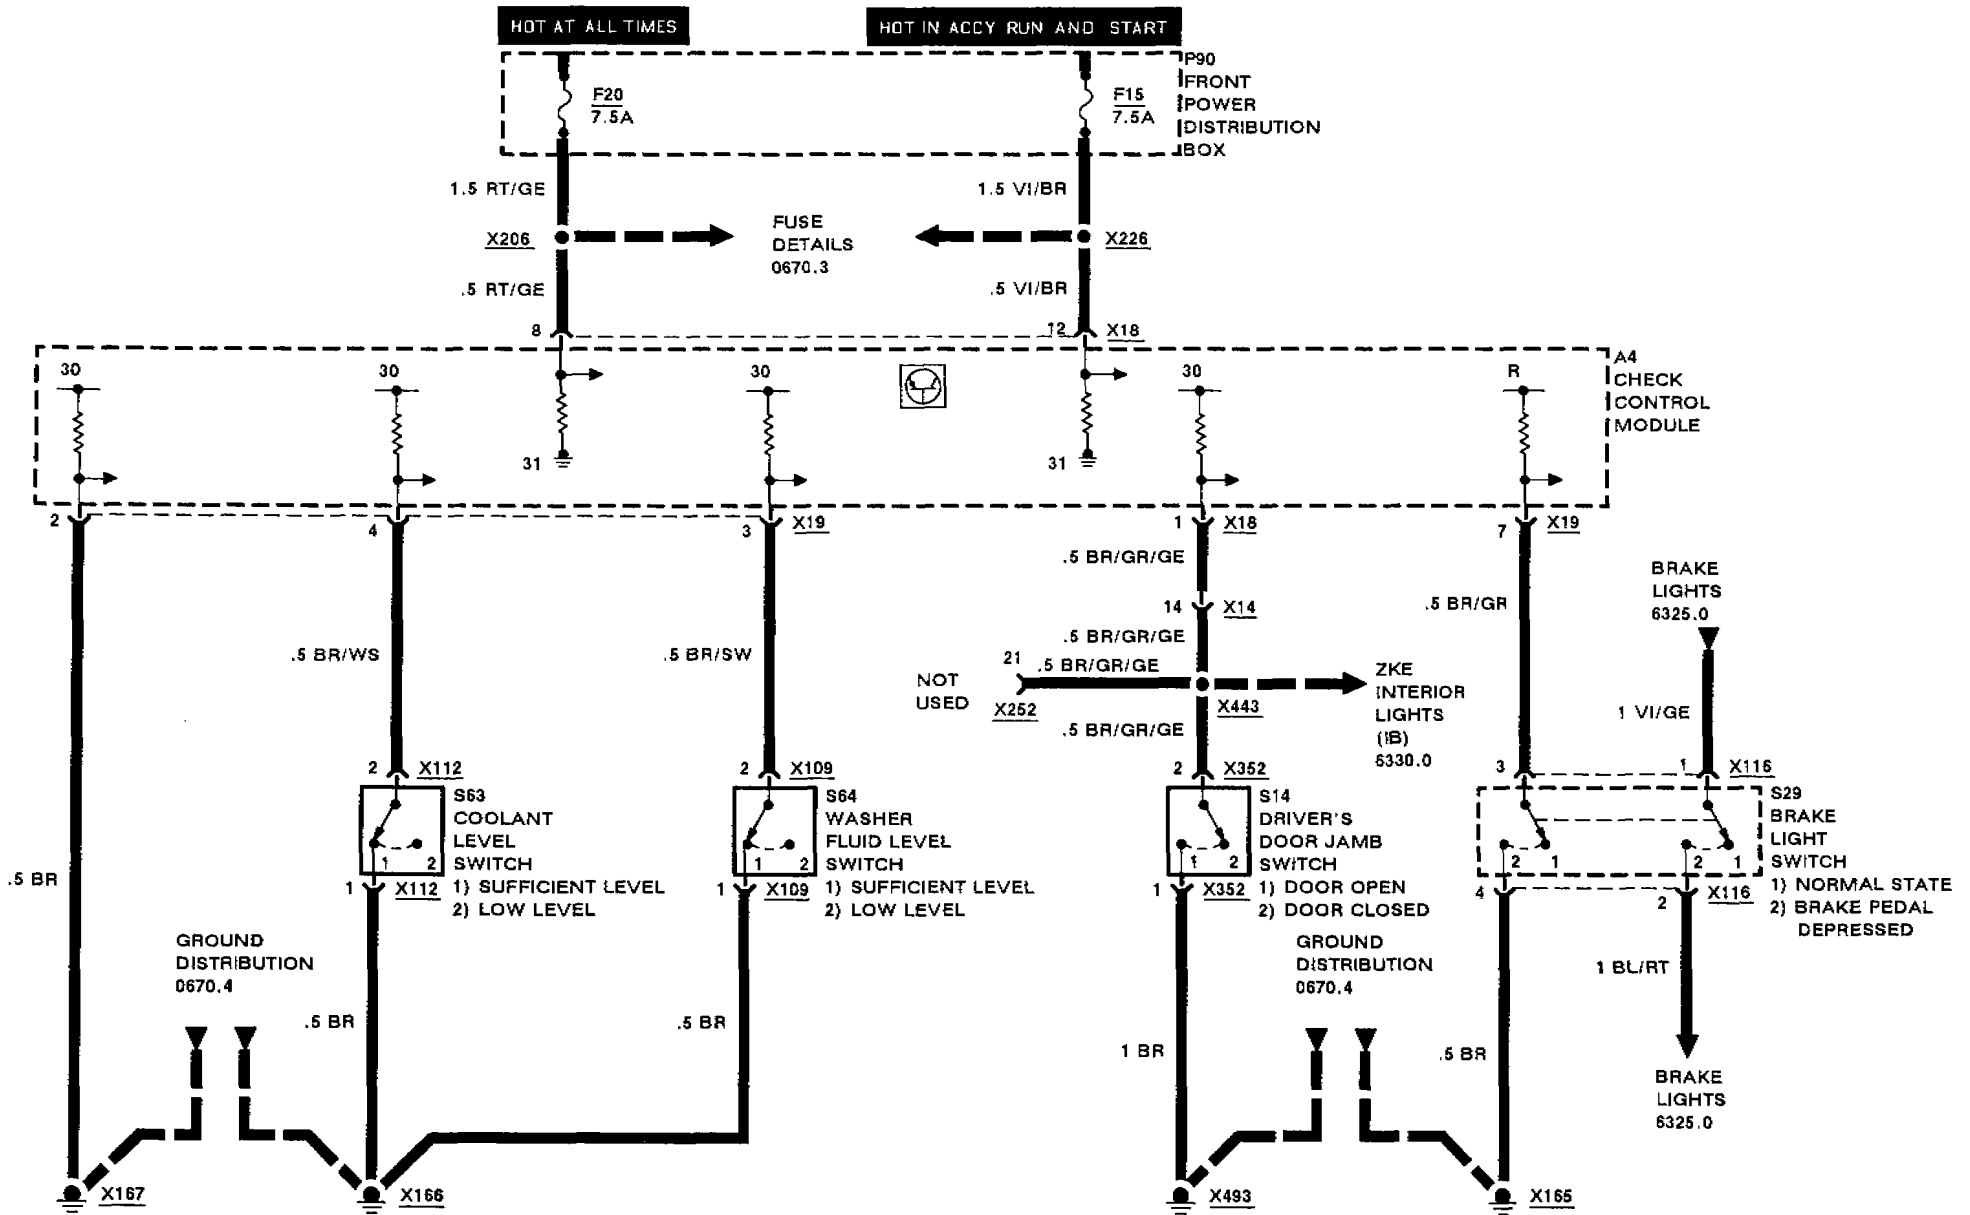 HOT AT ALL TIMES
HOT IN ACCY RUN AND START
F20
7.5A
F15
7.5A
P90
FRONT
POWER
DISTRIBUTION
BOX
1.5 RT/GE
1.5 VI/BR
X206
FUSE
DETAILS
0670.3
X226
.5 RT/GE
.5 VI/BR
8
12
X18
30
30
30
30
R
31
31
A4
CHECK
CONTROL
MODULE
2
4
3
X19
1
X18
7
X19
.5 BR/GR/GE
14
X14
.5 BR/GR
BRAKE
LIGHTS
6325.0
.5 BR/WS
.5 BR/SW
.5 BR/GR/GE
21
.5 BR/GR/GE
NOT
USED
X252
X443
ZKE
INTERIOR
LIGHTS
(IB)
6330.0
.5 BR/GR/GE
1 VI/GE
2
X112
2
X109
2
X352
3
1
X116
S63
COOLANT
LEVEL
SWITCH
1) SUFFICIENT LEVEL
2) LOW LEVEL
1
2
S64
WASHER
FLUID LEVEL
SWITCH
1) SUFFICIENT LEVEL
2) LOW LEVEL
1
2
S14
DRIVER'S
DOOR JAMB
SWITCH
1) DOOR OPEN
2) DOOR CLOSED
1
2
S29
BRAKE
LIGHT
SWITCH
1) NORMAL STATE
2) BRAKE PEDAL
DEPRESSED
2
1
2
1
.5 BR
1
X112
1
X109
1
X352
4
2
X116
GROUND
DISTRIBUTION
0670.4
GROUND
DISTRIBUTION
0670.4
1 BL/RT
.5 BR
.5 BR
1 BR
.5 BR
BRAKE
LIGHTS
6325.0
X167
X166
X493
X165